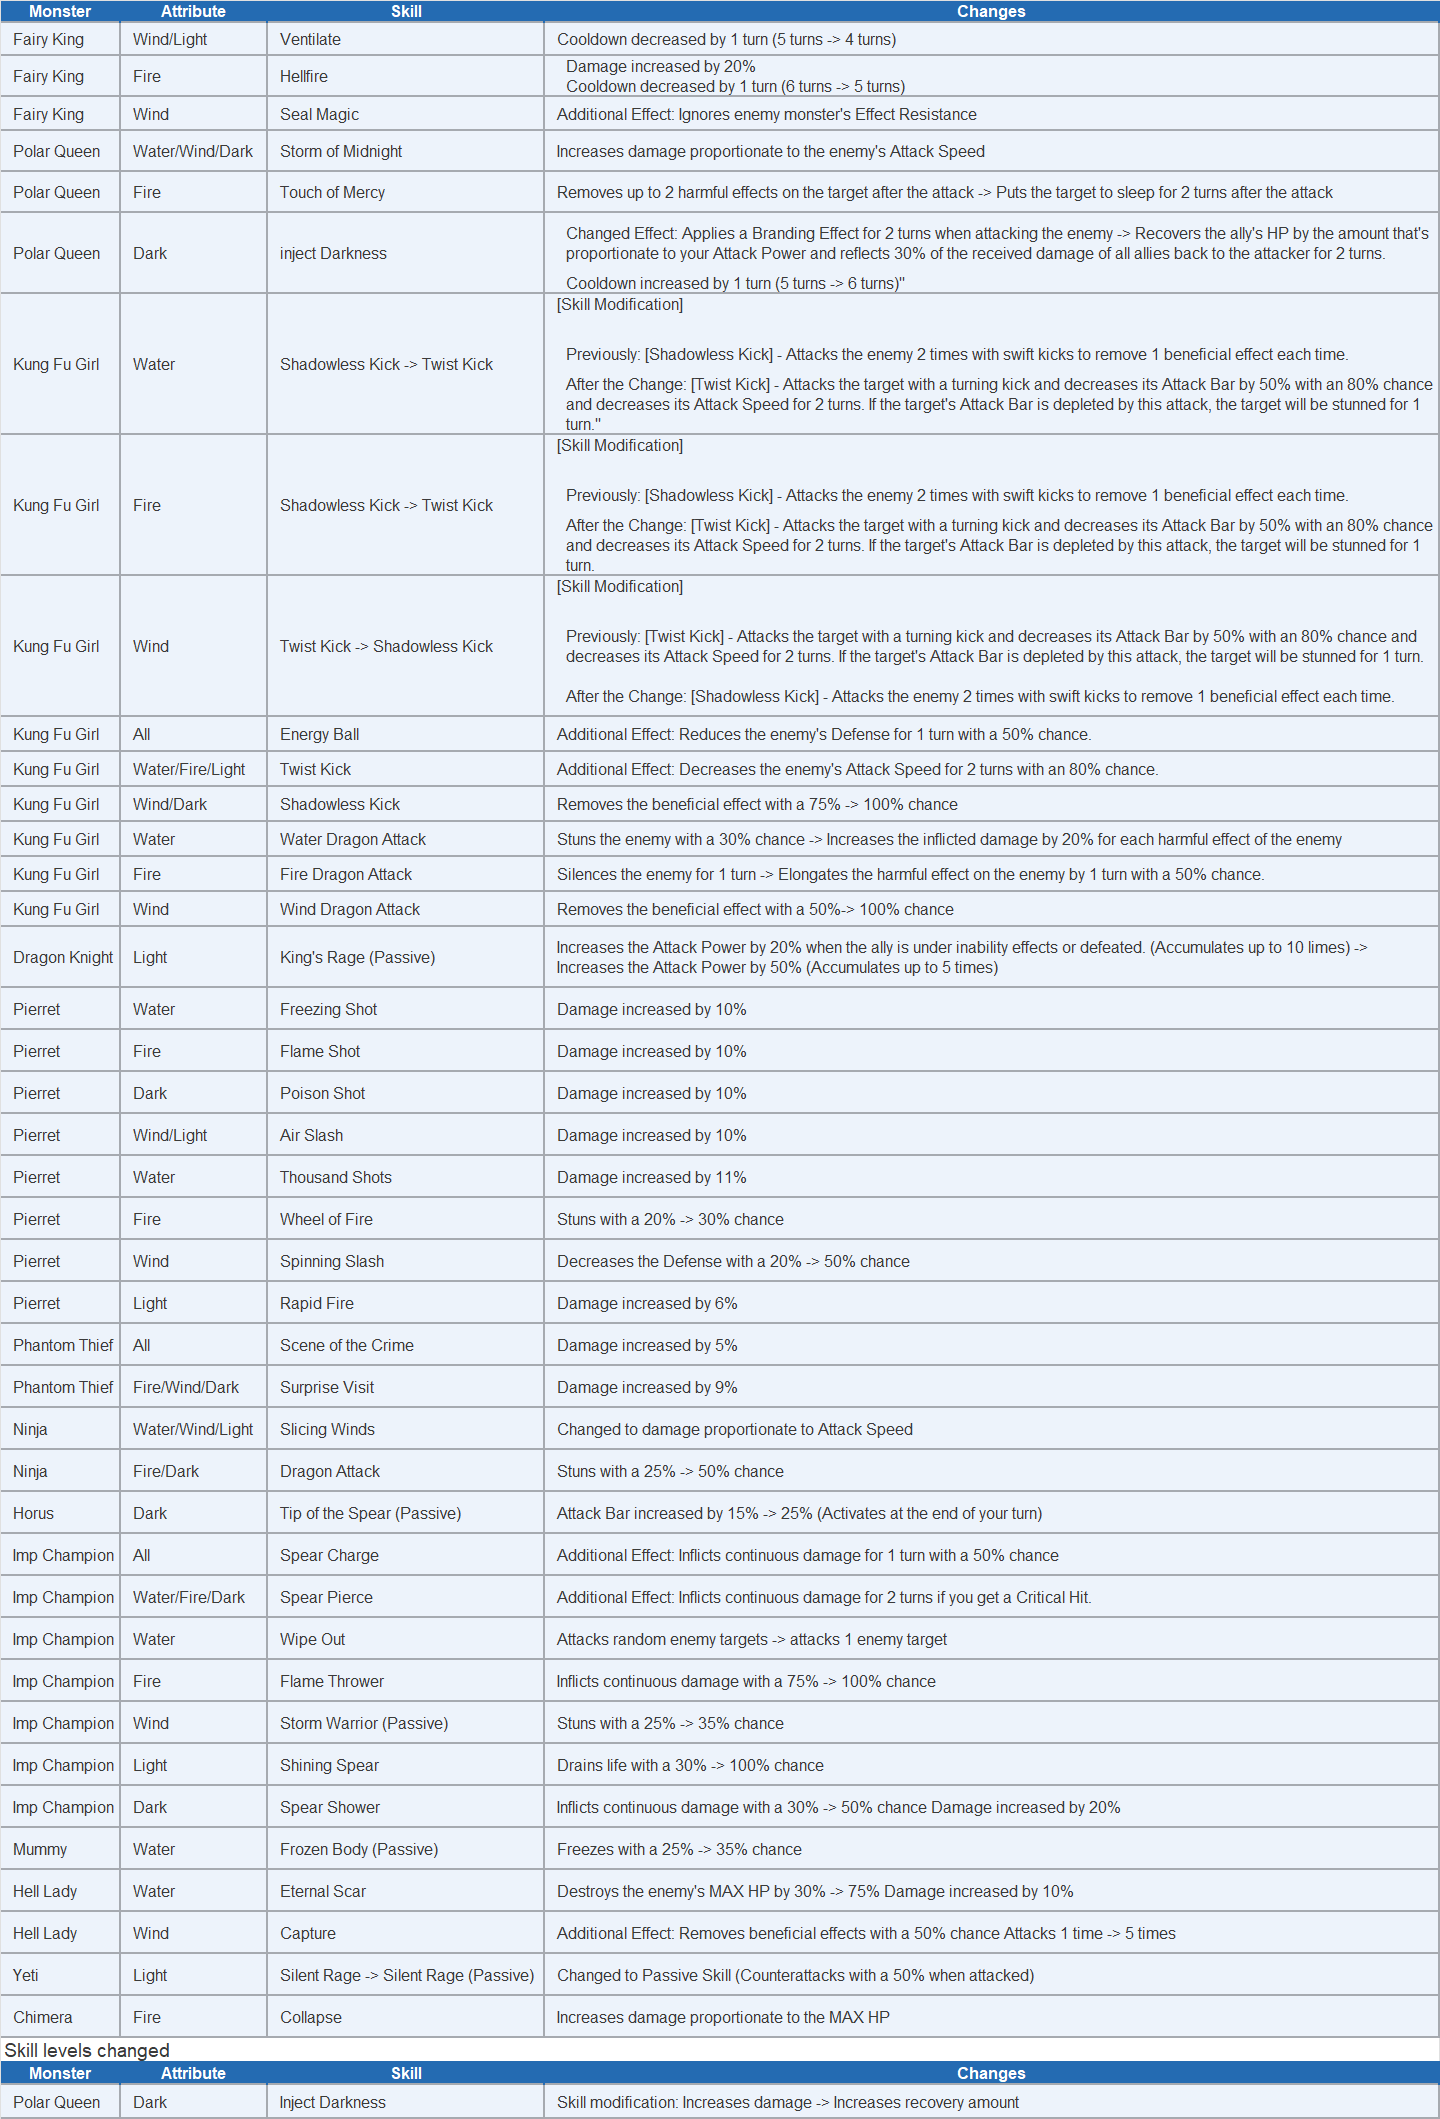 Monster Attribute Skill Changes
Fairy King Wind/Light Ventilate Cooldown decreased by 1 turn (5 turns -> 4 turns)
Fairy King Fire Hellfire Damage increased by 20%
Cooldown decreased by 1 turn (6 turns -> 5 turns)
Fairy King Wind Seal Magic Additional Effect: Ignores enemy monster's Effect Resistance
Polar Queen Water/Wind/Dark Storm of Midnight Increases damage proportionate to the enemy's Attack Speed
Polar Queen Fire Touch of Mercy Removes up to 2 harmful effects on the target after the attack -> Puts the target to sleep for 2 turns after the attack
Polar Queen Dark inject Darkness Changed Effect: Applies a Branding Effect for 2 turns when attacking the enemy -> Recovers the ally's HP by the amount that's
proportionate to your Attack Power and reflects 30% of the received damage of all allies back to the attacker for 2 turns.
Cooldown increased by 1 turn (5 turns -> 6 turns)"
Kung Fu Girl Water Shadowless Kick -> Twist Kick [Skill Modification]
Previously: [Shadowless Kick] - Attacks the enemy 2 times with swift kicks to remove 1 beneficial effect each time.
After the Change: [Twist Kick] - Attacks the target with a turning kick and decreases its Attack Bar by 50% with an 80% chance
and decreases its Attack Speed for 2 turns. If the target's Attack Bar is depleted by this attack, the target will be stunned for 1
turn."
Kung Fu Girl Fire Shadowless Kick -> Twist Kick [Skill Modification]
Previously: [Shadowless Kick] - Attacks the enemy 2 times with swift kicks to remove 1 beneficial effect each time.
After the Change: [Twist Kick] - Attacks the target with a turning kick and decreases its Attack Bar by 50% with an 80% chance
and decreases its Attack Speed for 2 turns. If the target's Attack Bar is depleted by this attack, the target will be stunned for 1
turn.
Kung Fu Girl Wind Twist Kick -> Shadowless Kick [Skill Modification]
Previously: [Twist Kick] - Attacks the target with a turning kick and decreases its Attack Bar by 50% with an 80% chance and
decreases its Attack Speed for 2 turns. If the target's Attack Bar is depleted by this attack, the target will be stunned for 1 turn.
After the Change: [Shadowless Kick] - Attacks the enemy 2 times with swift kicks to remove 1 beneficial effect each time.
Kung Fu Girl All Energy Ball Additional Effect: Reduces the enemy's Defense for 1 turn with a 50% chance.
Kung Fu Girl Water/Fire/Light Twist Kick Additional Effect: Decreases the enemy's Attack Speed for 2 turns with an 80% chance.
Kung Fu Girl Wind/Dark Shadowless Kick Removes the beneficial effect with a 75% -> 100% chance
Kung Fu Girl Water Water Dragon Attack Stuns the enemy with a 30% chance -> Increases the inflicted damage by 20% for each harmful effect of the enemy
Kung Fu Girl Fire Fire Dragon Attack Silences the enemy for 1 turn -> Elongates the harmful effect on the enemy by 1 turn with a 50% chance.
Kung Fu Girl Wind Wind Dragon Attack Removes the beneficial effect with a 50%-> 100% chance
Dragon Knight Light King's Rage (Passive) Increases the Attack Power by 20% when the ally is under inability effects or defeated. (Accumulates up to 10 limes) ->
Increases the Attack Power by 50% (Accumulates up to 5 times)
Pierret Water Freezing Shot Damage increased by 10%
Pierret Fire Flame Shot Damage increased by 10%
Pierret Dark Poison Shot Damage increased by 10%
Pierret Wind/Light Air Slash Damage increased by 10%
Pierret Water Thousand Shots Damage increased by 11%
Pierret Fire Wheel of Fire Stuns with a 20% -> 30% chance
Pierret Wind Spinning Slash Decreases the Defense with a 20% -> 50% chance
Pierret Light Rapid Fire Damage increased by 6%
Phantom Thief All Scene of the Crime Damage increased by 5%
Phantom Thief Fire/Wind/Dark Surprise Visit Damage increased by 9%
Ninja Water/Wind/Light Slicing Winds Changed to damage proportionate to Attack Speed
Ninja Fire/Dark Dragon Attack Stuns with a 25% -> 50% chance
Horus Dark Tip of the Spear (Passive) Attack Bar increased by 15% -> 25% (Activates at the end of your turn)
Imp Champion All Spear Charge Additional Effect: Inflicts continuous damage for 1 turn with a 50% chance
Imp Champion Water/Fire/Dark Spear Pierce Additional Effect: Inflicts continuous damage for 2 turns if you get a Critical Hit.
Imp Champion Water Wipe Out Attacks random enemy targets -> attacks 1 enemy target
Imp Champion Fire Flame Thrower Inflicts continuous damage with a 75% -> 100% chance
Imp Champion Wind Storm Warrior (Passive) Stuns with a 25% -> 35% chance
Imp Champion Light Shining Spear Drains life with a 30% -> 100% chance
Imp Champion Dark Spear Shower Inflicts continuous damage with a 30% -> 50% chance Damage increased by 20%
Mummy Water Frozen Body (Passive) Freezes with a 25% -> 35% chance
Hell Lady Water Eternal Scar Destroys the enemy's MAX HP by 30% -> 75% Damage increased by 10%
Hell Lady Wind Capture Additional Effect: Removes beneficial effects with a 50% chance Attacks 1 time -> 5 times
Yeti Light Silent Rage -> Silent Rage (Passive) Changed to Passive Skill (Counterattacks with a 50% when attacked)
Chimera Fire Collapse Increases damage proportionate to the MAX HP
Skill levels changed
Monster Attribute Skill Changes
Polar Queen Dark Inject Darkness Skill modification: Increases damage -> Increases recovery amount